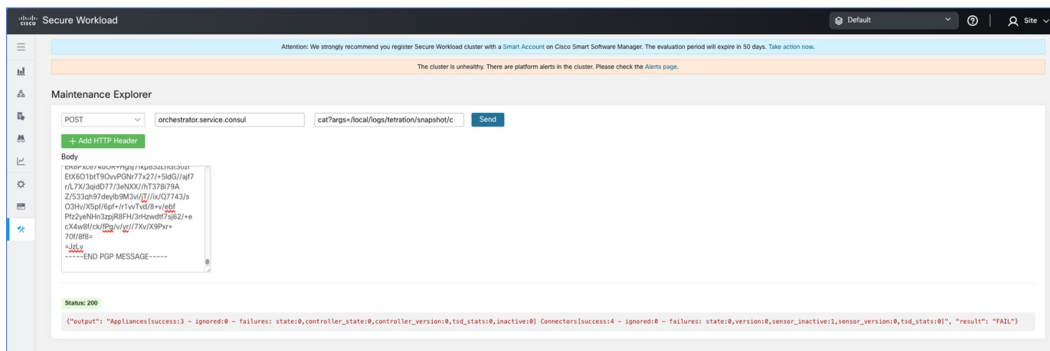 CISCO Secure Workload
Default
Site
Attention: We strongly recommend you register Secure Workload cluster with a Smart Account on Cisco Smart Software Manager. The evaluation period will expire in 50 days. Take action now.
The cluster is unhealthy. There are platform alerts in the cluster. Please check the Alerts page.
Maintenance Explorer
POST
orchestrator.service.consul
cat?args=/local/logs/tetration/snapshot/c
Send
+ Add HTTP Header
Body
EtX6O1btT9OvvPGNr77x27/+5ldG//ajf7
r/L7X/3qidD77/3eNXX//hT378i79A
Z/533qh97deylb9M3vi/jT//ix/Q7743/s
O3Hv/X5pf/6pf+/r1vvTvd/8+v/ebf
Pfz2yeNHn3zpjR8FH/3rHzwdtf7sj62/+e
cX4w8f/ck/fPg/v/yr//7Xv/X9Pxr+
70f/8f8=
=JzLv
-----END PGP MESSAGE-----
Status: 200
{"output": "Appliances[success:3 - ignored:0 - failures: state:0,controller_state:0,controller_version:0,tsd_stats:0,inactive:0] Connectors[success:4 - ignored:0 - failures: state:0,version:0,sensor_inactive:1,sensor_version:0,tsd_stats:0]", "result": "FAIL"}